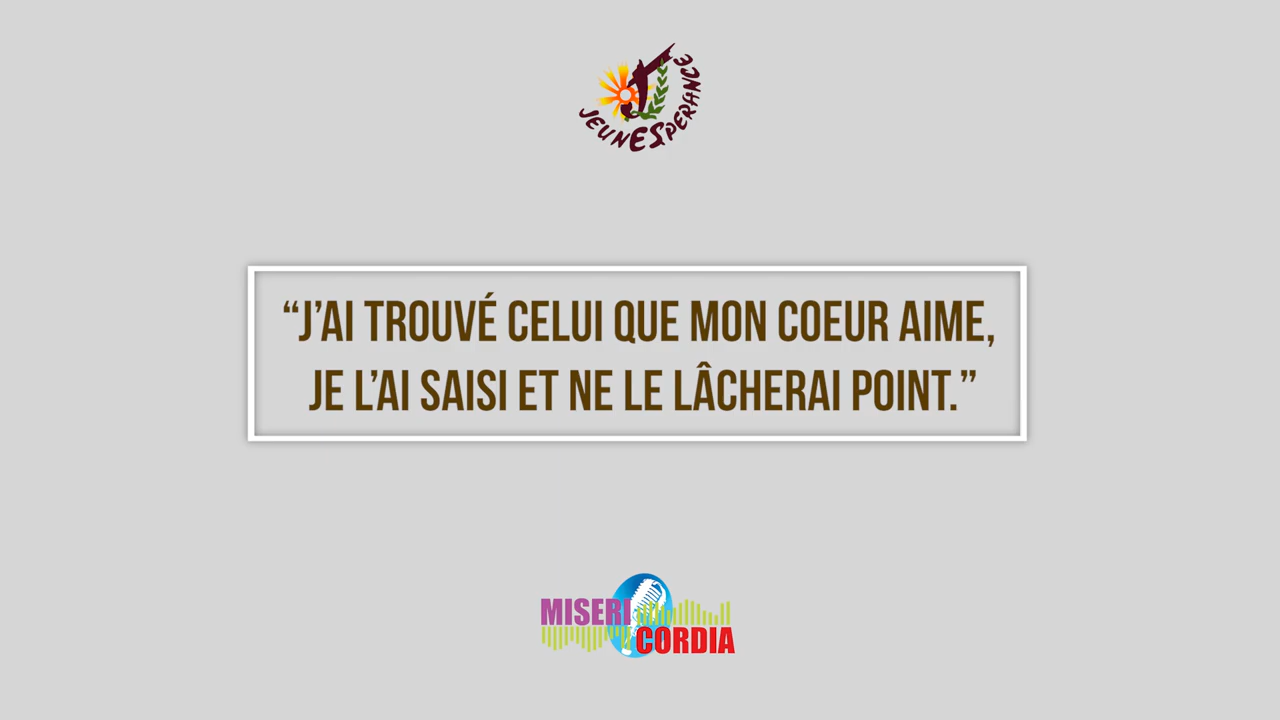 JEUNESPERANCE
“J’AI TROUVÉ CELUI QUE MON COEUR AIME,
JE L’AI SAISI ET NE LE LÂCHERAI POINT.”
MISERI
CORDIA